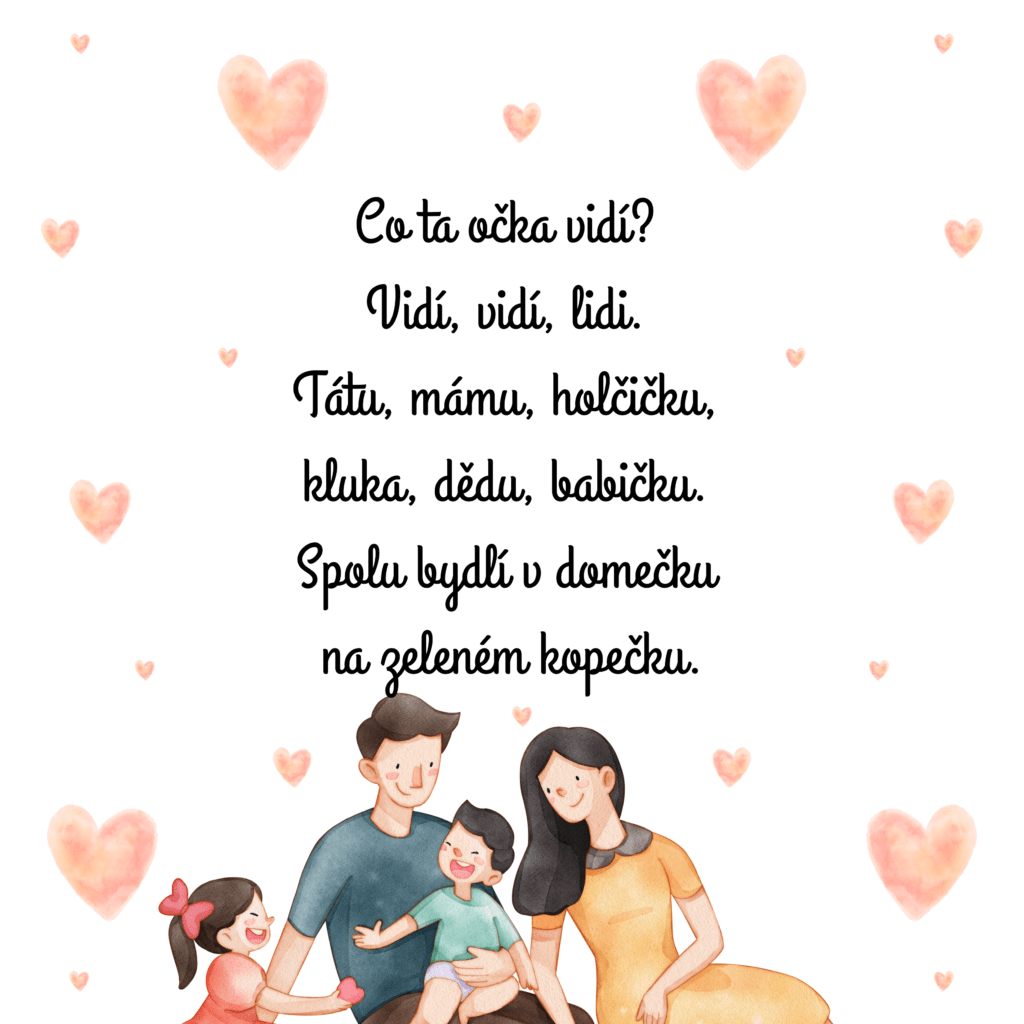 Co ta očka vidí?
Vidí, vidí, lidi.
Tátu, mámu, holčičku,
kluka, dědu, babičku.
Spolu bydlí v domečku
na zeleném kopečku.